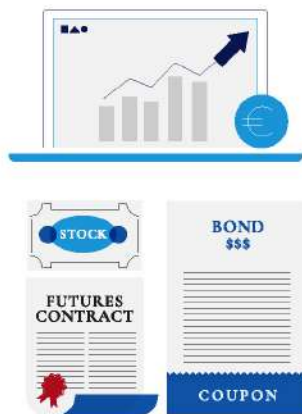 €
STOCK
BOND
$$$
FUTURES
CONTRACT
COUPON